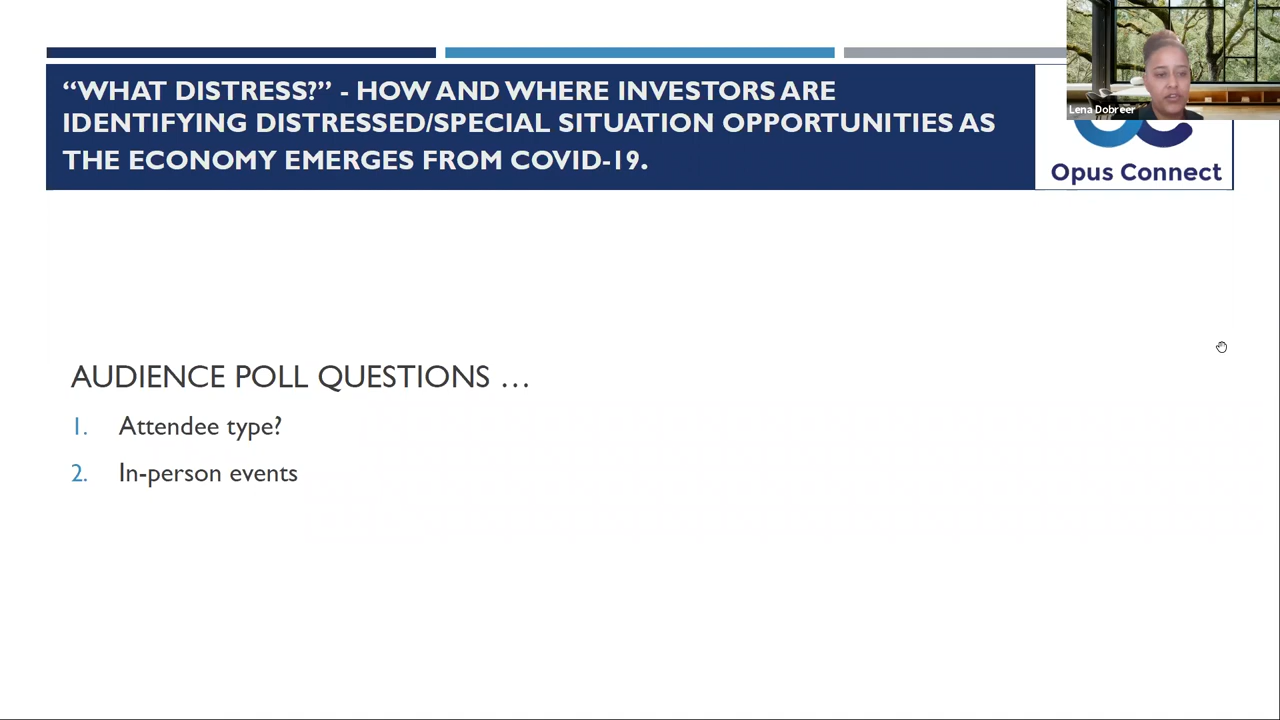 “WHAT DISTRESS?” - HOW AND WHERE INVESTORS ARE
IDENTIFYING DISTRESSED/SPECIAL SITUATION OPPORTUNITIES AS
THE ECONOMY EMERGES FROM COVID-19.
Lena Dobreer
Opus Connect
AUDIENCE POLL QUESTIONS …
1. Attendee type?
2. In-person events